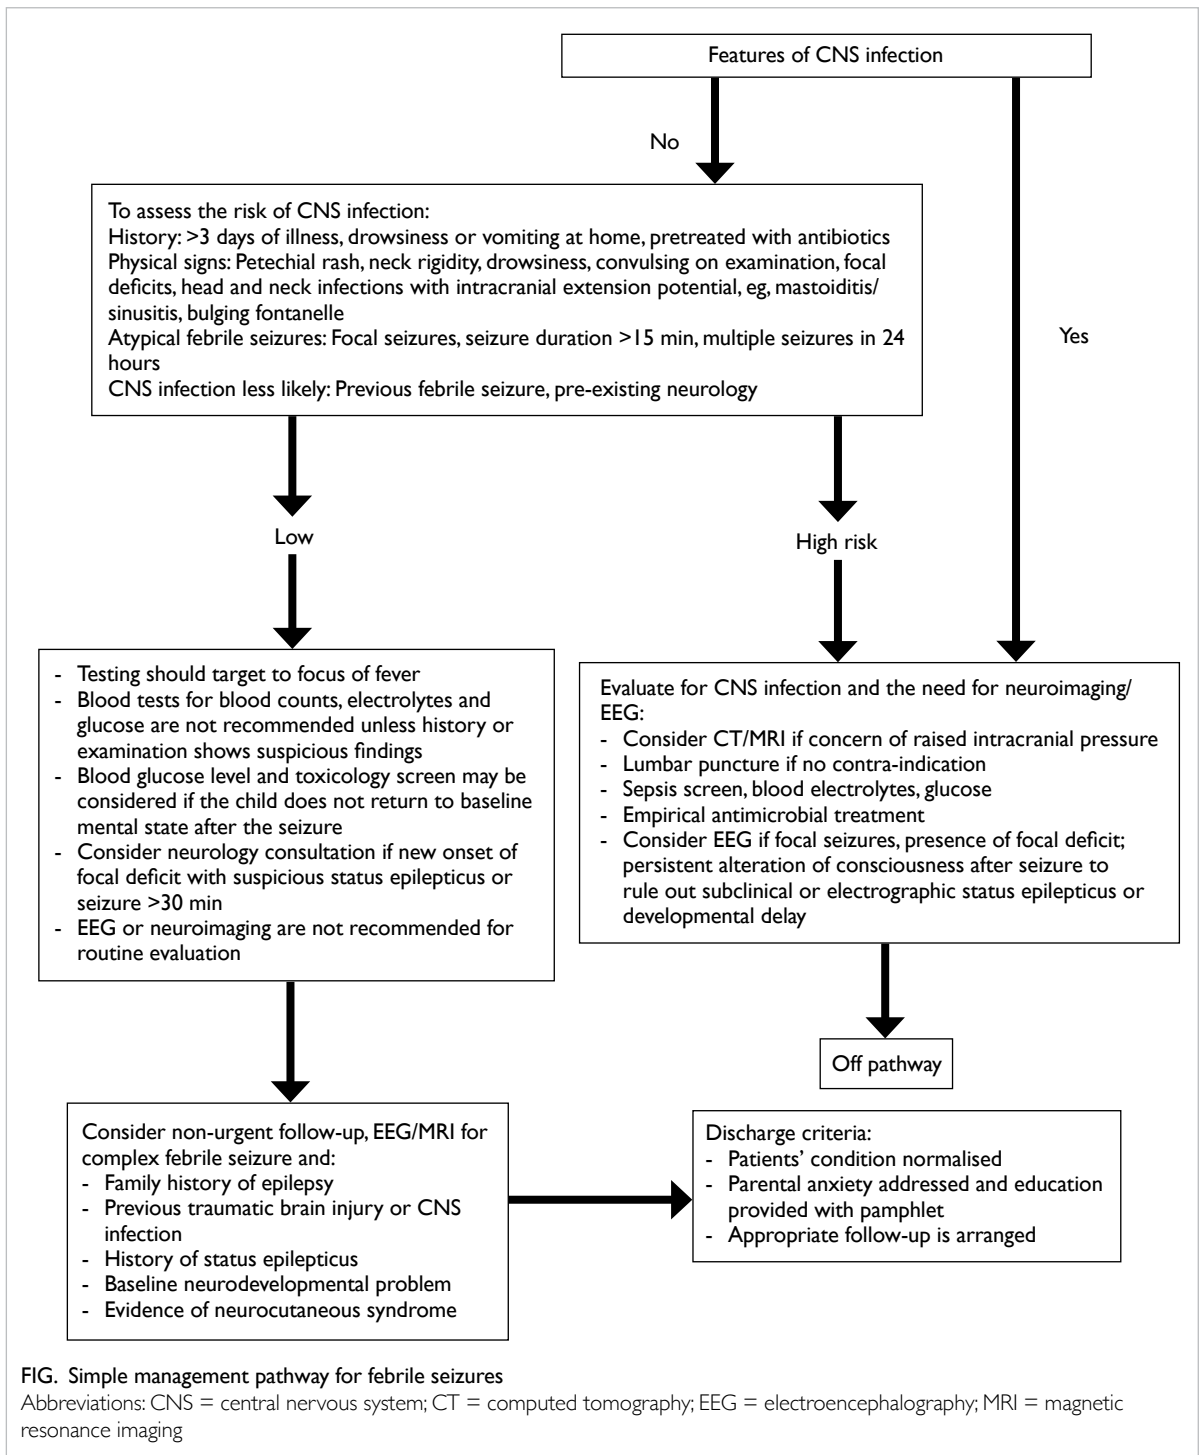 Features of CNS infection
No
Yes
To assess the risk of CNS infection:
History: >3 days of illness, drowsiness or vomiting at home, pretreated with antibiotics
Physical signs: Petechial rash, neck rigidity, drowsiness, convulsing on examination, focal
deficits, head and neck infections with intracranial extension potential, eg, mastoiditis/
sinusitis, bulging fontanelle
Atypical febrile seizures: Focal seizures, seizure duration >15 min, multiple seizures in 24
hours
CNS infection less likely: Previous febrile seizure, pre-existing neurology
Low
High risk
- Testing should target to focus of fever
- Blood tests for blood counts, electrolytes and
glucose are not recommended unless history or
examination shows suspicious findings
- Blood glucose level and toxicology screen may be
considered if the child does not return to baseline
mental state after the seizure
- Consider neurology consultation if new onset of
focal deficit with suspicious status epilepticus or
seizure >30 min
- EEG or neuroimaging are not recommended for
routine evaluation
Evaluate for CNS infection and the need for neuroimaging/
EEG:
- Consider CT/MRI if concern of raised intracranial pressure
- Lumbar puncture if no contra-indication
- Sepsis screen, blood electrolytes, glucose
- Empirical antimicrobial treatment
- Consider EEG if focal seizures, presence of focal deficit;
persistent alteration of consciousness after seizure to
rule out subclinical or electrographic status epilepticus or
developmental delay
Off pathway
Consider non-urgent follow-up, EEG/MRI for
complex febrile seizure and:
- Family history of epilepsy
- Previous traumatic brain injury or CNS
infection
- History of status epilepticus
- Baseline neurodevelopmental problem
- Evidence of neurocutaneous syndrome
Discharge criteria:
- Patients' condition normalised
- Parental anxiety addressed and education
provided with pamphlet
- Appropriate follow-up is arranged
FIG. Simple management pathway for febrile seizures
Abbreviations: CNS = central nervous system; CT = computed tomography; EEG = electroencephalography; MRI = magnetic
resonance imaging